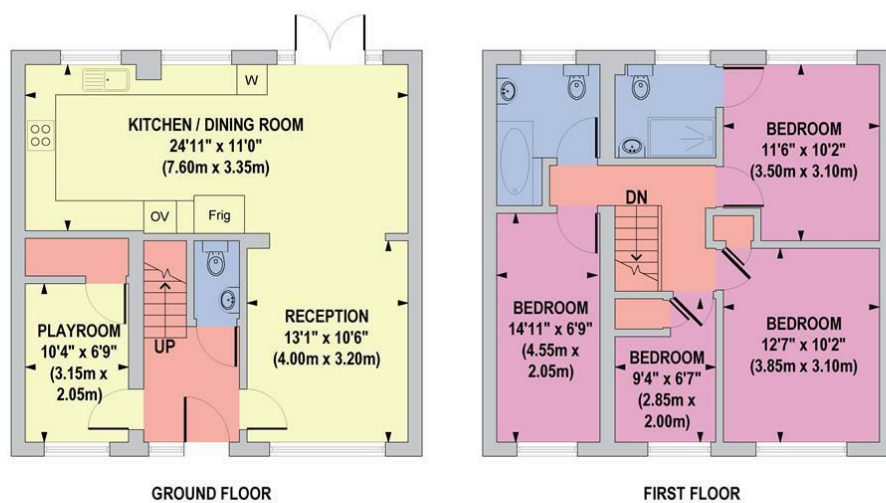 KITCHEN / DINING ROOM
24'11" x 11'0"
(7.60m x 3.35m)
W
OV
Frig
PLAYROOM
10'4" x 6'9"
(3.15m x
2.05m)
UP
RECEPTION
13'1" x 10'6"
(4.00m x 3.20m)
GROUND FLOOR
BEDROOM
11'6" x 10'2"
(3.50m x 3.10m)
DN
BEDROOM
14'11" x 6'9"
(4.55m x
2.05m)
BEDROOM
9'4" x 6'7"
(2.85m x
2.00m)
BEDROOM
12'7" x 10'2"
(3.85m x 3.10m)
FIRST FLOOR